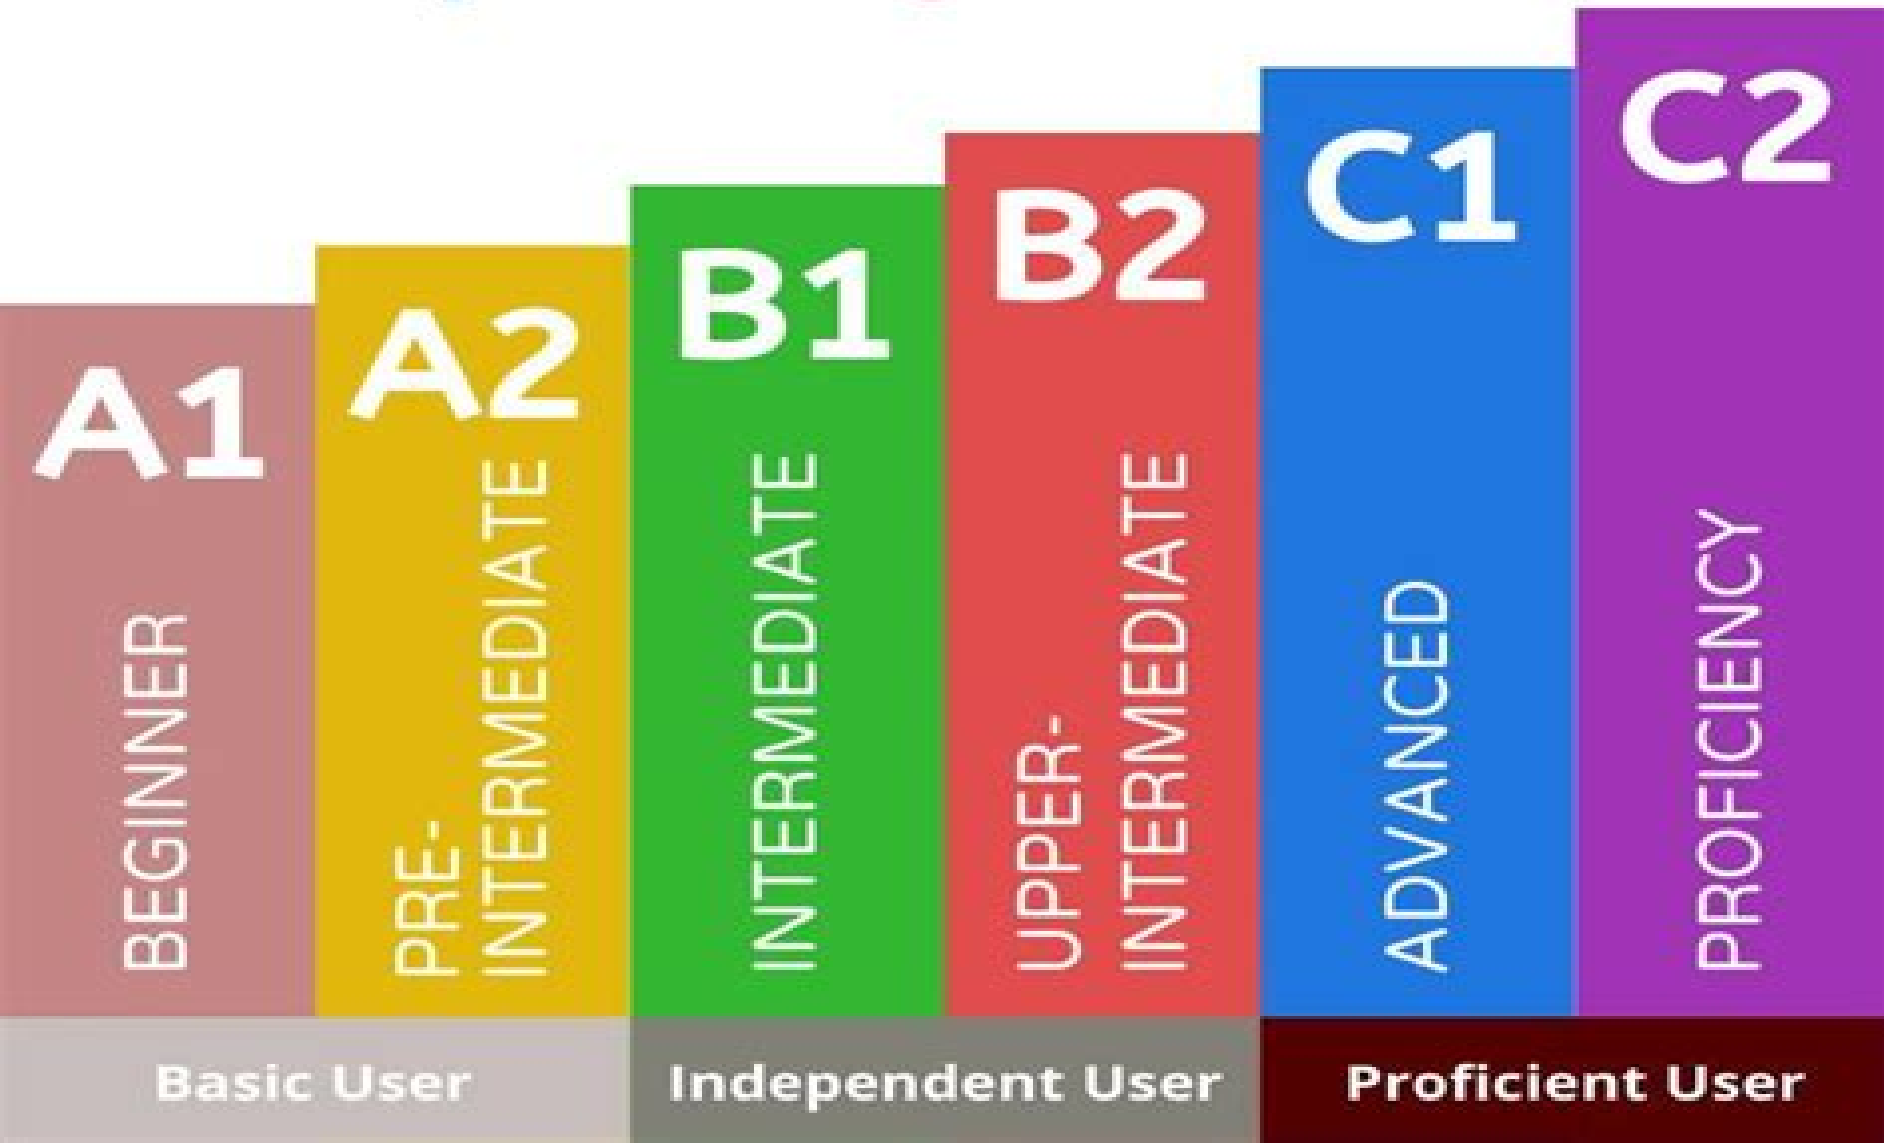 A1
BEGINNER
A2
PRE-
INTERMEDIATE
B1
INTERMEDIATE
B2
UPPER-
INTERMEDIATE
C1
ADVANCED
C2
PROFICIENCY
Basic User
Independent User
Proficient User